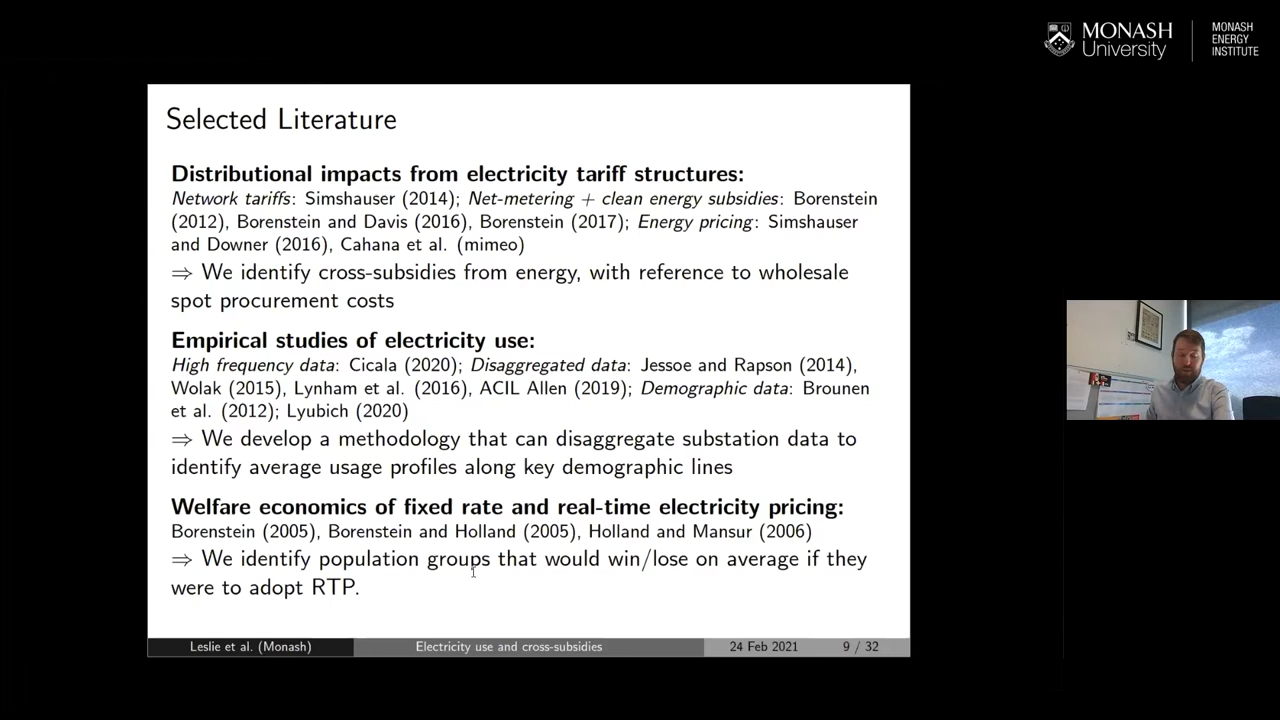 MONASH
University
MONASH
ENERGY
INSTITUTE
Selected Literature
Distributional impacts from electricity tariff structures:
Network tariffs: Simshauser (2014); Net-metering + clean energy subsidies: Borenstein
(2012), Borenstein and Davis (2016), Borenstein (2017); Energy pricing: Simshauser
and Downer (2016), Cahana et al. (mimeo)
⇒ We identify cross-subsidies from energy, with reference to wholesale
spot procurement costs
Empirical studies of electricity use:
High frequency data: Cicala (2020); Disaggregated data: Jessoe and Rapson (2014),
Wolak (2015), Lynham et al. (2016), ACIL Allen (2019); Demographic data: Brounen
et al. (2012); Lyubich (2020)
⇒ We develop a methodology that can disaggregate substation data to
identify average usage profiles along key demographic lines
Welfare economics of fixed rate and real-time electricity pricing:
Borenstein (2005), Borenstein and Holland (2005), Holland and Mansur (2006)
⇒ We identify population groups that would win/lose on average if they
were to adopt RTP.
Leslie et al. (Monash)
Electricity use and cross-subsidies
24 Feb 2021
9 / 32